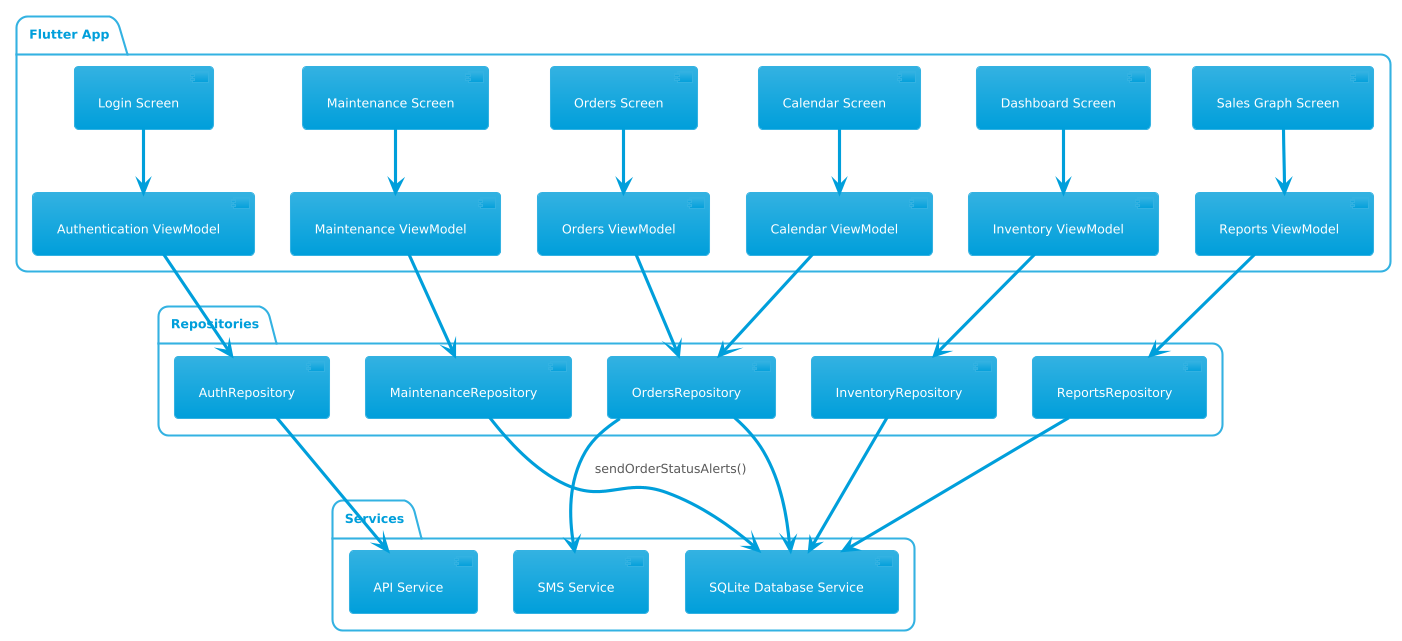 Flutter App
Login Screen
Maintenance Screen
Orders Screen
Calendar Screen
Dashboard Screen
Sales Graph Screen
Authentication ViewModel
Maintenance ViewModel
Orders ViewModel
Calendar ViewModel
Inventory ViewModel
Reports ViewModel
Repositories
AuthRepository
MaintenanceRepository
OrdersRepository
InventoryRepository
ReportsRepository
sendOrderStatusAlerts()
Services
API Service
SMS Service
SQLite Database Service